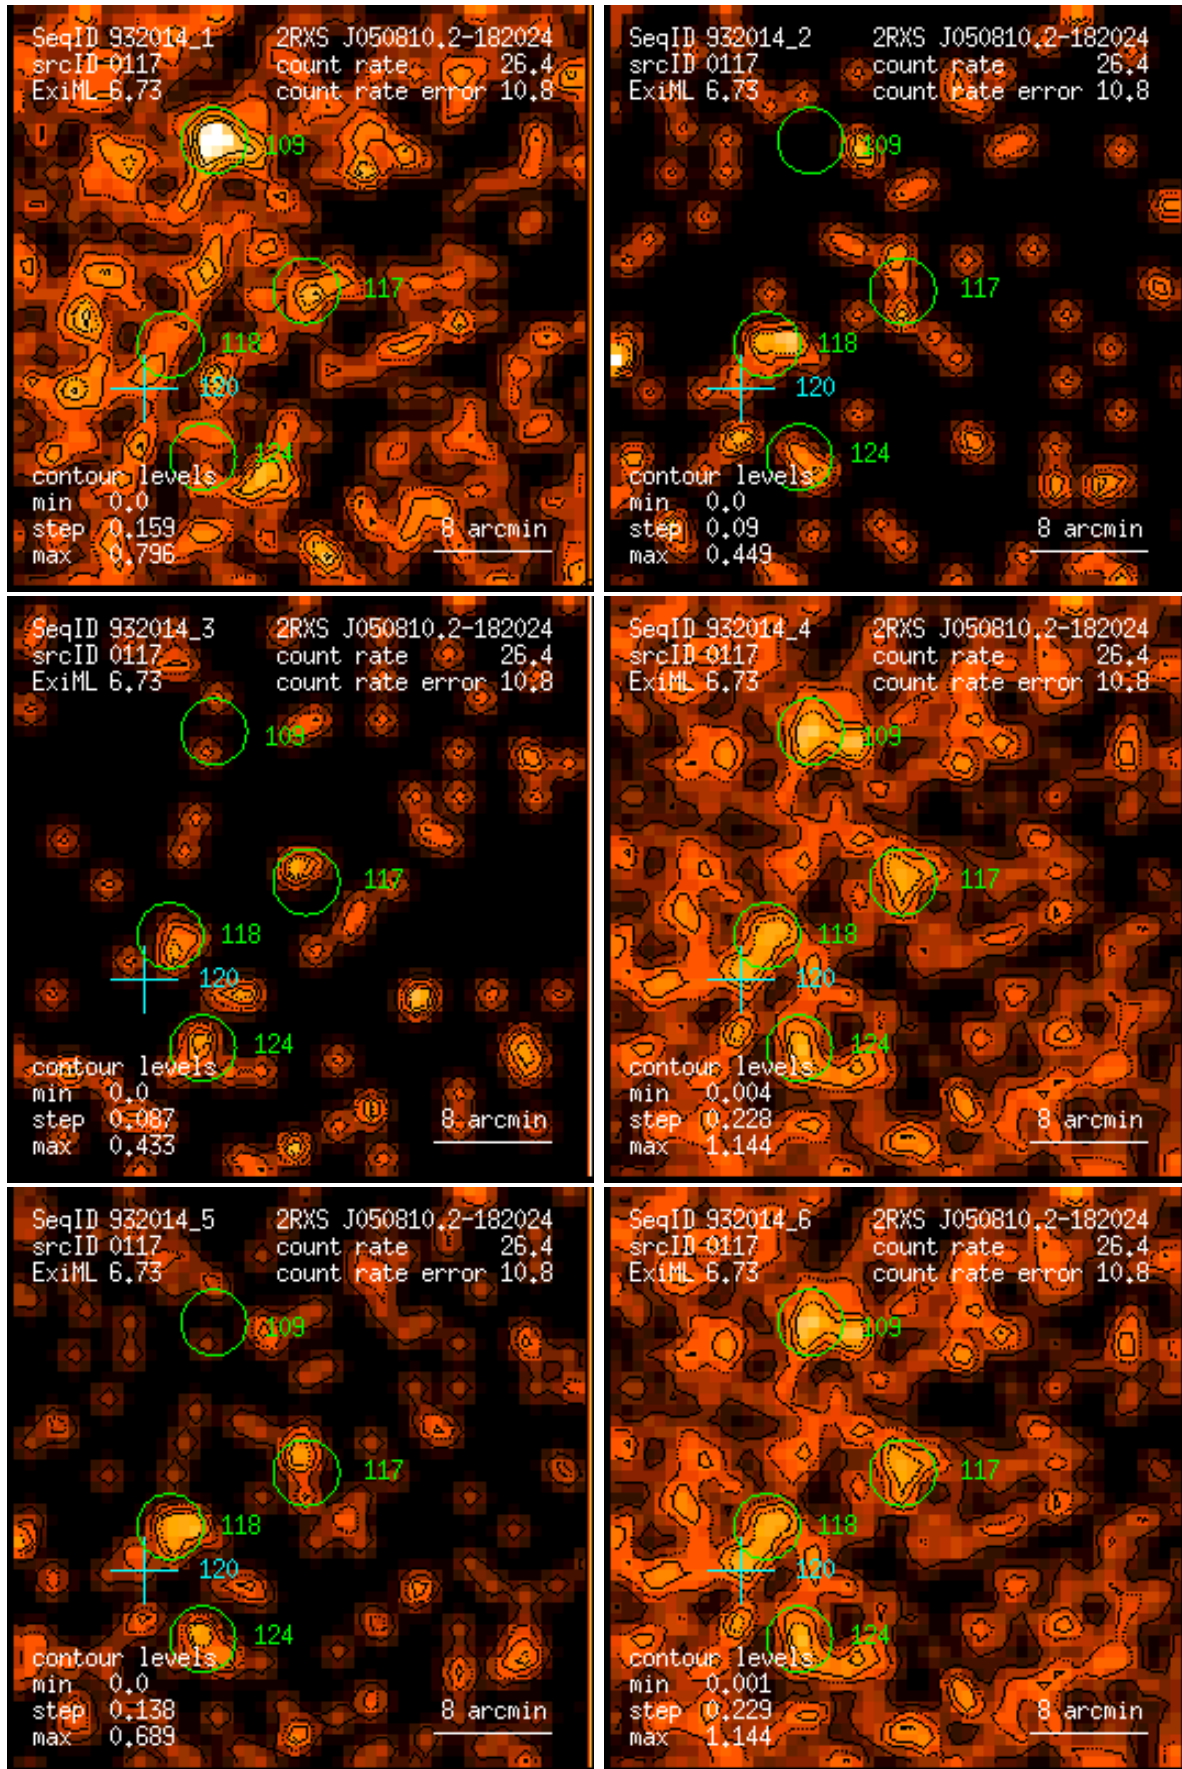 SeqID 932014_1 2RXS J050810.2-182024
srcID 0117 count rate 26.4
ExiML 6.73 count rate error 10.8
109
117
118
120
124
contour levels
min 0.0
step 0.159 8 arcmin
max 0.796
SeqID 932014_2 2RXS J050810.2-182024
srcID 0117 count rate 26.4
ExiML 6.73 count rate error 10.8
109
117
118
120
124
contour levels
min 0.0
step 0.09 8 arcmin
max 0.449
SeqID 932014_3 2RXS J050810.2-182024
srcID 0117 count rate 26.4
ExiML 6.73 count rate error 10.8
109
117
118
120
124
contour levels
min 0.0
step 0.087 8 arcmin
max 0.433
SeqID 932014_4 2RXS J050810.2-182024
srcID 0117 count rate 26.4
ExiML 6.73 count rate error 10.8
109
117
118
120
124
contour levels
min 0.004
step 0.228 8 arcmin
max 1.144
SeqID 932014_5 2RXS J050810.2-182024
srcID 0117 count rate 26.4
ExiML 6.73 count rate error 10.8
109
117
118
120
124
contour levels
min 0.0
step 0.138 8 arcmin
max 0.689
SeqID 932014_6 2RXS J050810.2-182024
srcID 0117 count rate 26.4
ExiML 6.73 count rate error 10.8
109
117
118
120
124
contour levels
min 0.001
step 0.229 8 arcmin
max 1.144